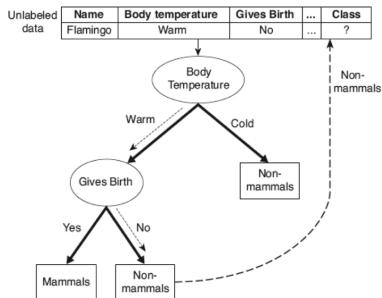 Unlabeled data
Name Body temperature Gives Birth ... Class
Flamingo Warm No ... ?
Body
Temperature
Non-
mammals
Warm
Cold
Gives Birth
Non-
mammals
Yes
No
Mammals
Non-
mammals